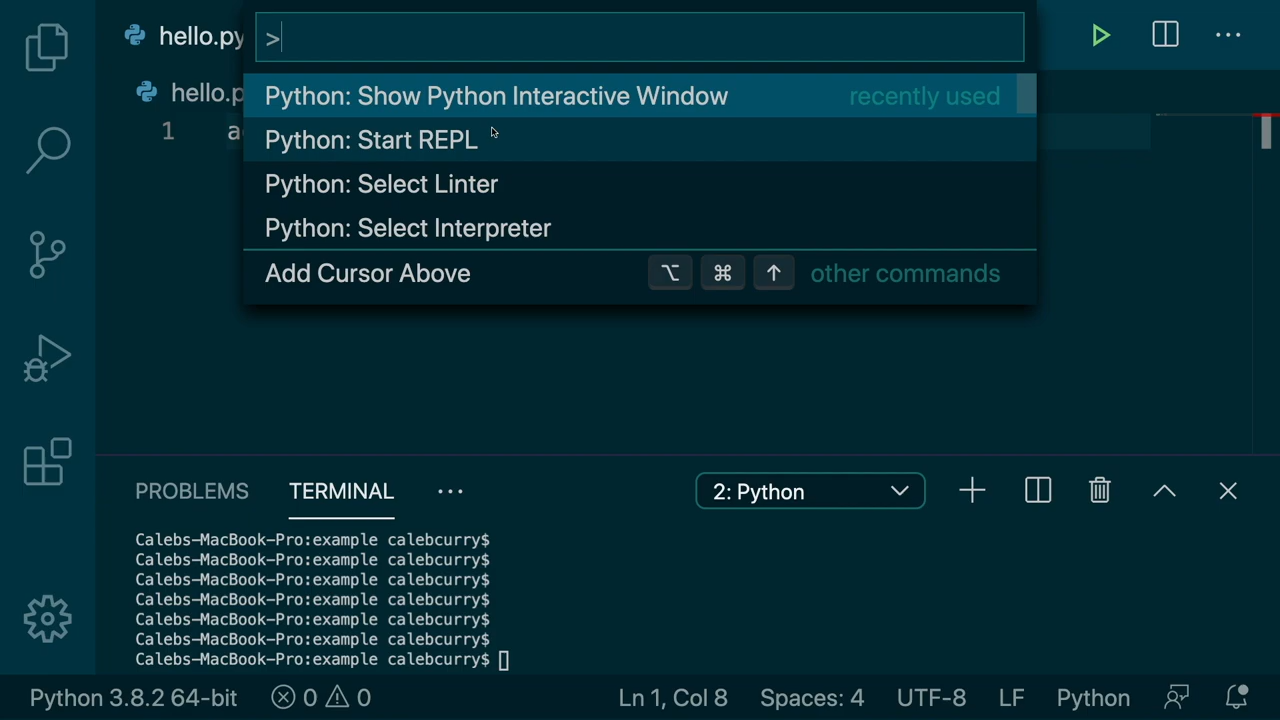 hello.py
>
Python: Show Python Interactive Window recently used
hello.p
Python: Start REPL
1 a
Python: Select Linter
Python: Select Interpreter
Add Cursor Above ⌥ ⌘ ↑ other commands
PROBLEMS TERMINAL ··· 2: Python
Calebs-MacBook-Pro:example calebcurry$
Calebs-MacBook-Pro:example calebcurry$
Calebs-MacBook-Pro:example calebcurry$
Calebs-MacBook-Pro:example calebcurry$
Calebs-MacBook-Pro:example calebcurry$
Calebs-MacBook-Pro:example calebcurry$
Calebs-MacBook-Pro:example calebcurry$
Python 3.8.2 64-bit 0 0 Ln 1, Col 8 Spaces: 4 UTF-8 LF Python